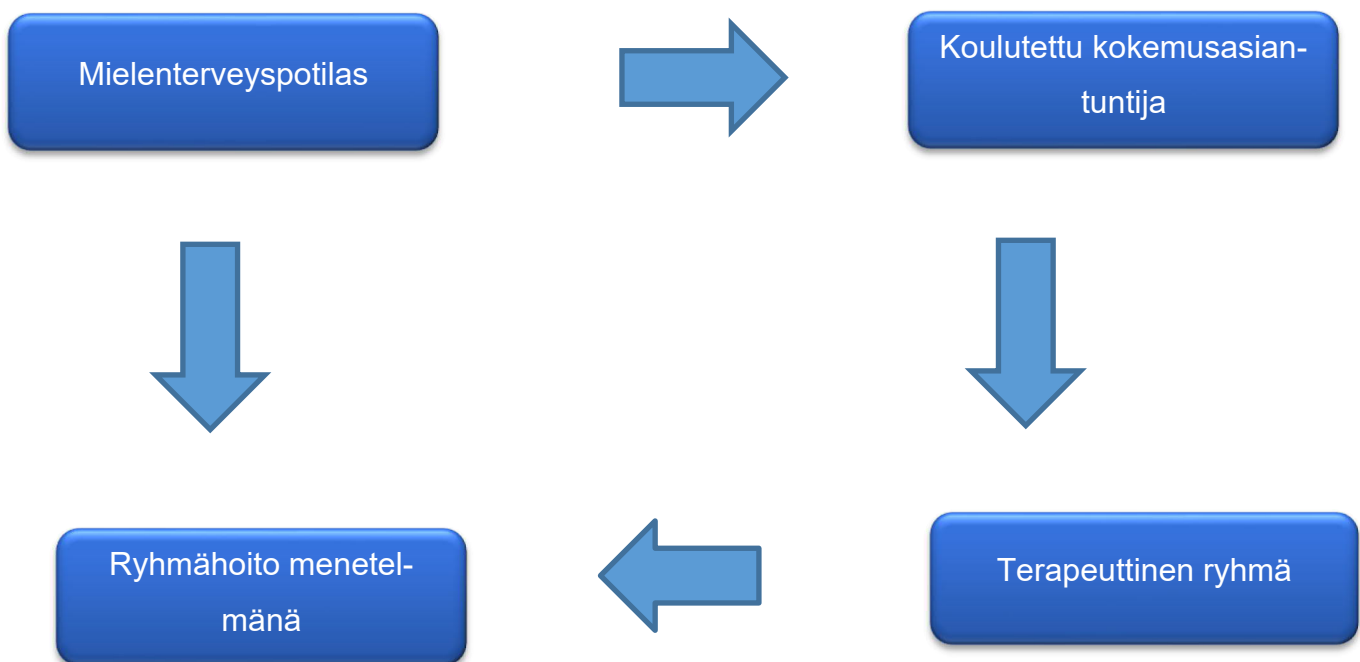 Mielenterveyspotilas
Koulutettu kokemusasian-
tuntija
Ryhmähoito menetel-
mänä
Terapeuttinen ryhmä